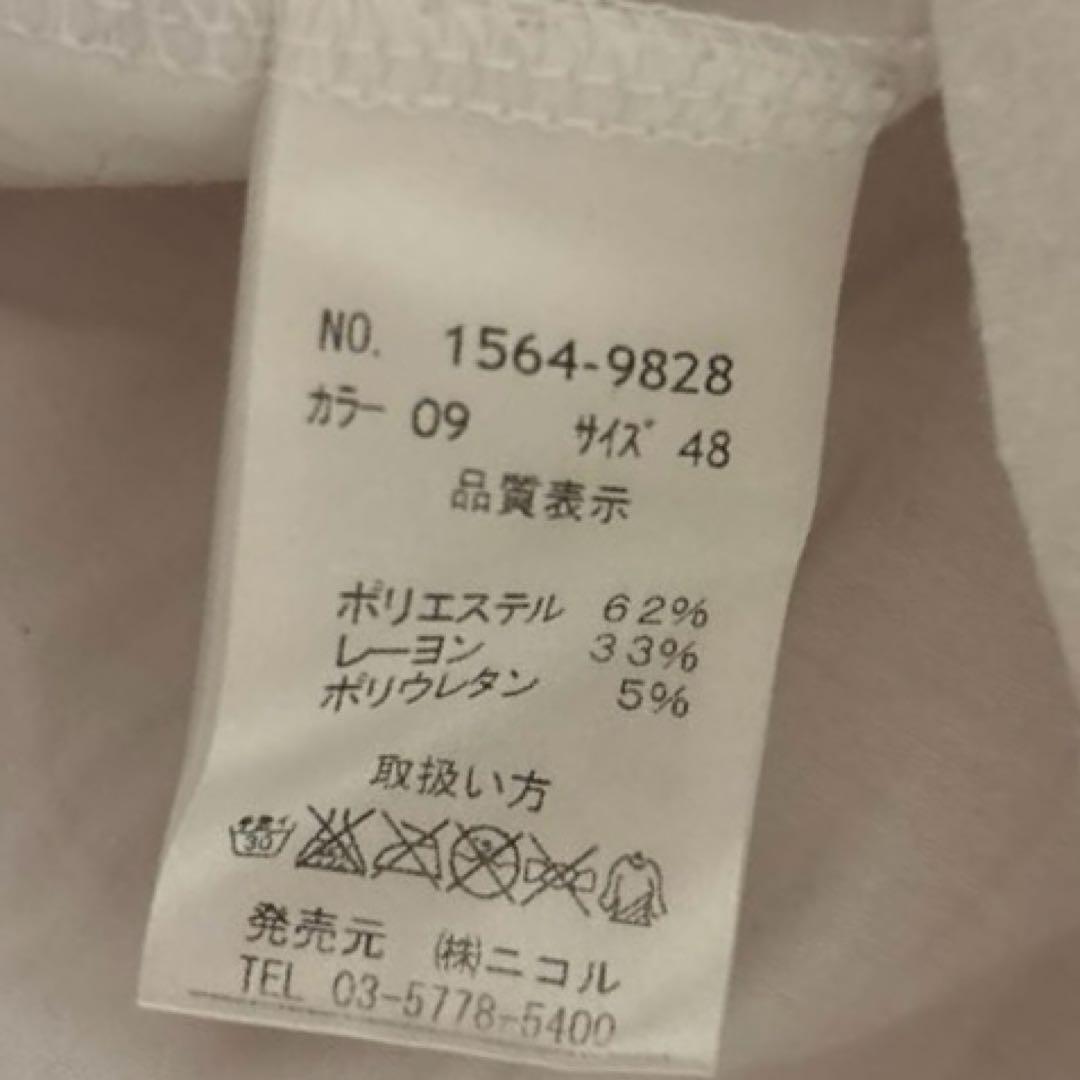 NO. 1564-9828
カラー 09 サイズ 48
品質表示
ポリエステル 62%
レーヨン 33%
ポリウレタン 5%
取扱い方
30
発売元 ㈱ニコル
TEL 03-5778-5400